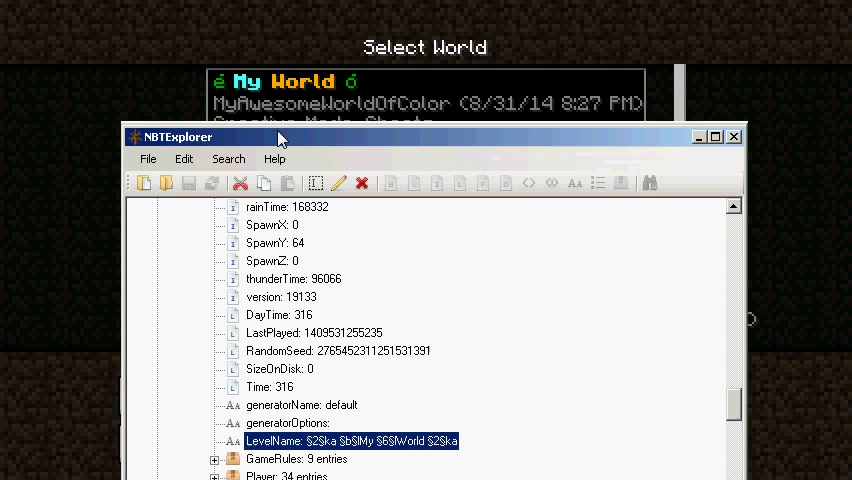 Select World
é My World ó
MyAwesomeWorldOfColor (8/31/14 8:27 PM)
NBTExplorer
File Edit Search Help
rainTime: 168332
SpawnX: 0
SpawnY: 64
SpawnZ: 0
thunderTime: 96066
version: 19133
DayTime: 316
LastPlayed: 1409531255235
RandomSeed: 2765452311251531391
SizeOnDisk: 0
Time: 316
generatorName: default
generatorOptions:
LevelName: §2§ka §b§lMy §6§lWorld §2§ka
GameRules: 9 entries
Player: 34 entries